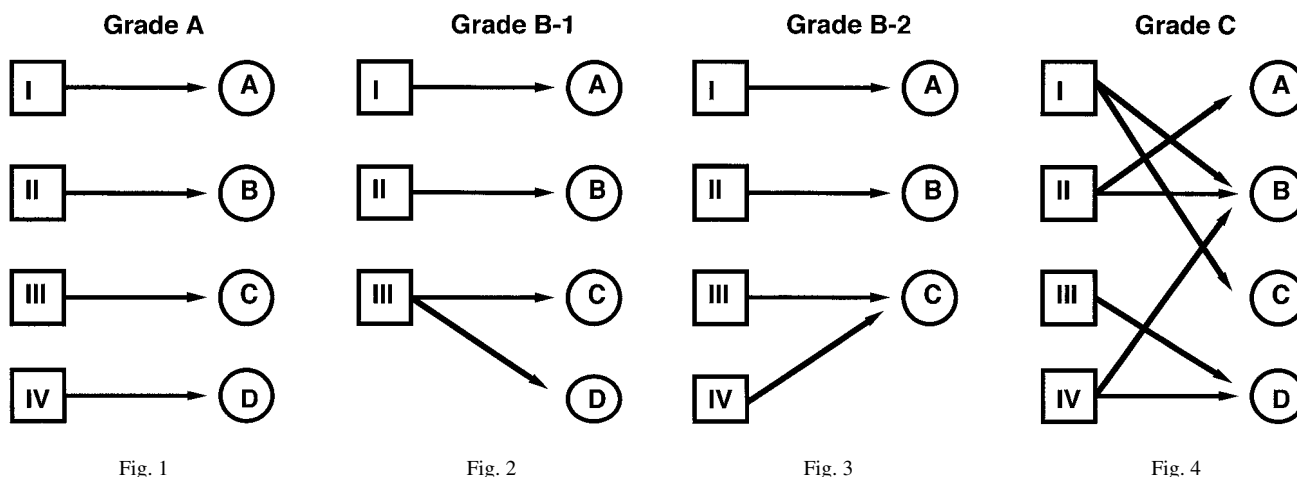 Grade A
Grade B-1
Grade B-2
Grade C
I
A
I
A
I
A
I
A
II
B
II
B
II
B
II
B
III
C
III
C
III
C
III
C
IV
D
D
IV
IV
D
Fig. 1
Fig. 2
Fig. 3
Fig. 4